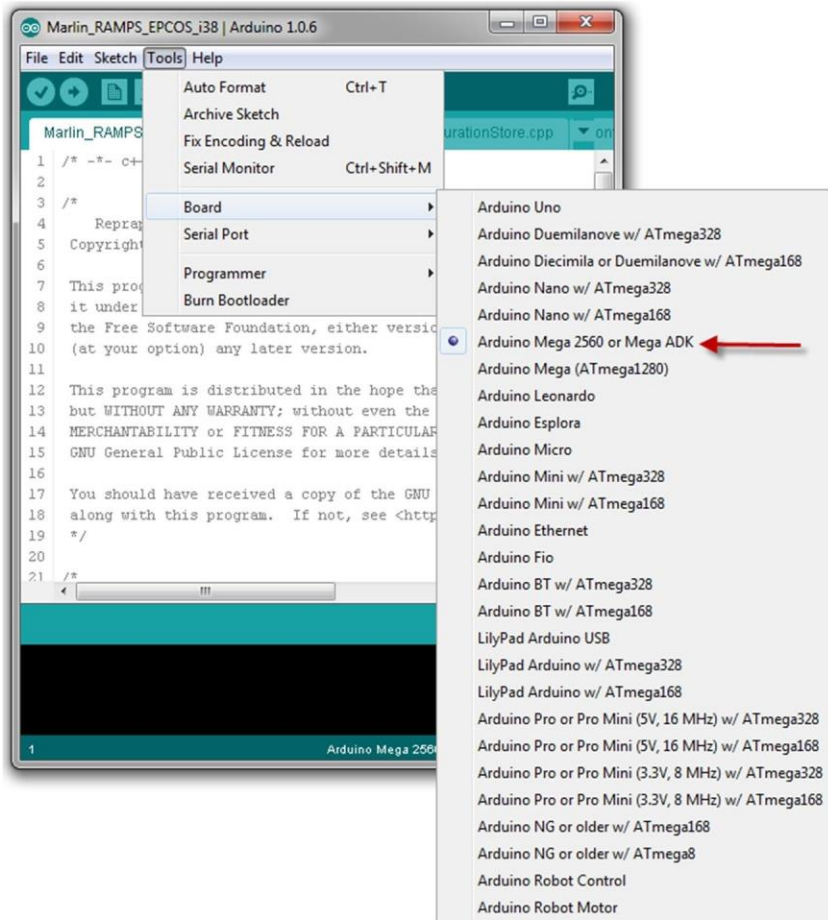 Marlin_RAMPS_EPCOS_i38 | Arduino 1.0.6
File Edit Sketch Tools Help
Auto Format Ctrl+T
Archive Sketch
Fix Encoding & Reload
Serial Monitor Ctrl+Shift+M
Board
Serial Port
Programmer
Burn Bootloader
Marlin_RAMPS
urationStore.cpp
1 /* -*- c+
2
3 /*
4 Repra
5 Copyright
6
7 This prog
8 it under
9 the Free Software Foundation, either versio
10 (at your option) any later version.
11
12 This program is distributed in the hope tha
13 but WITHOUT ANY WARRANTY; without even the
14 MERCHANTABILITY or FITNESS FOR A PARTICULAR
15 GNU General Public License for more details
16
17 You should have received a copy of the GNU
18 along with this program. If not, see <http
19 */
20
21 /*
1 Arduino Mega 256
Arduino Uno
Arduino Duemilanove w/ ATmega328
Arduino Diecimila or Duemilanove w/ ATmega168
Arduino Nano w/ ATmega328
Arduino Nano w/ ATmega168
Arduino Mega 2560 or Mega ADK
Arduino Mega (ATmega1280)
Arduino Leonardo
Arduino Esplora
Arduino Micro
Arduino Mini w/ ATmega328
Arduino Mini w/ ATmega168
Arduino Ethernet
Arduino Fio
Arduino BT w/ ATmega328
Arduino BT w/ ATmega168
LilyPad Arduino USB
LilyPad Arduino w/ ATmega328
LilyPad Arduino w/ ATmega168
Arduino Pro or Pro Mini (5V, 16 MHz) w/ ATmega328
Arduino Pro or Pro Mini (5V, 16 MHz) w/ ATmega168
Arduino Pro or Pro Mini (3.3V, 8 MHz) w/ ATmega328
Arduino Pro or Pro Mini (3.3V, 8 MHz) w/ ATmega168
Arduino NG or older w/ ATmega168
Arduino NG or older w/ ATmega8
Arduino Robot Control
Arduino Robot Motor